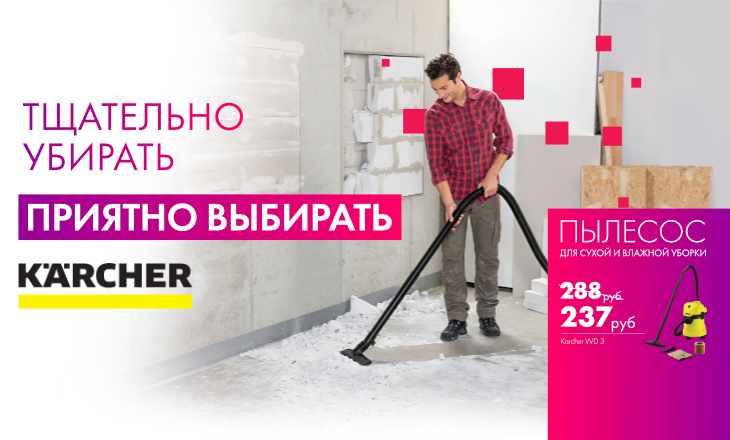 ТЩАТЕЛЬНО
УБИРАТЬ
ПРИЯТНО ВЫБИРАТЬ
KÄRCHER
ПЫЛЕСОС
ДЛЯ СУХОЙ И ВЛАЖНОЙ УБОРКИ
288 руб
237 руб
Karcher WD 3